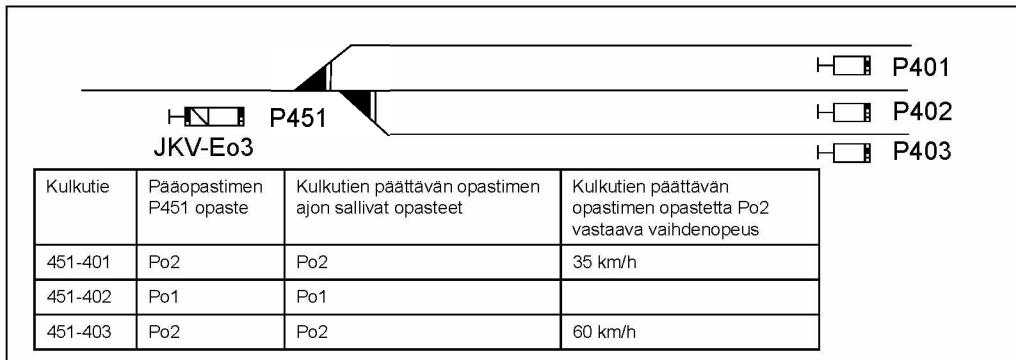 P401
P451
P402
JKV-Eo3
P403
Kulkutie
Pääopastimen
P451 opaste
Kulkutien päättävän opastimen
ajon sallivat opasteet
Kulkutien päättävän
opastimen opastetta Po2
vastaava vaihdenopeus
451-401 Po2 Po2 35 km/h
451-402 Po1 Po1
451-403 Po2 Po2 60 km/h